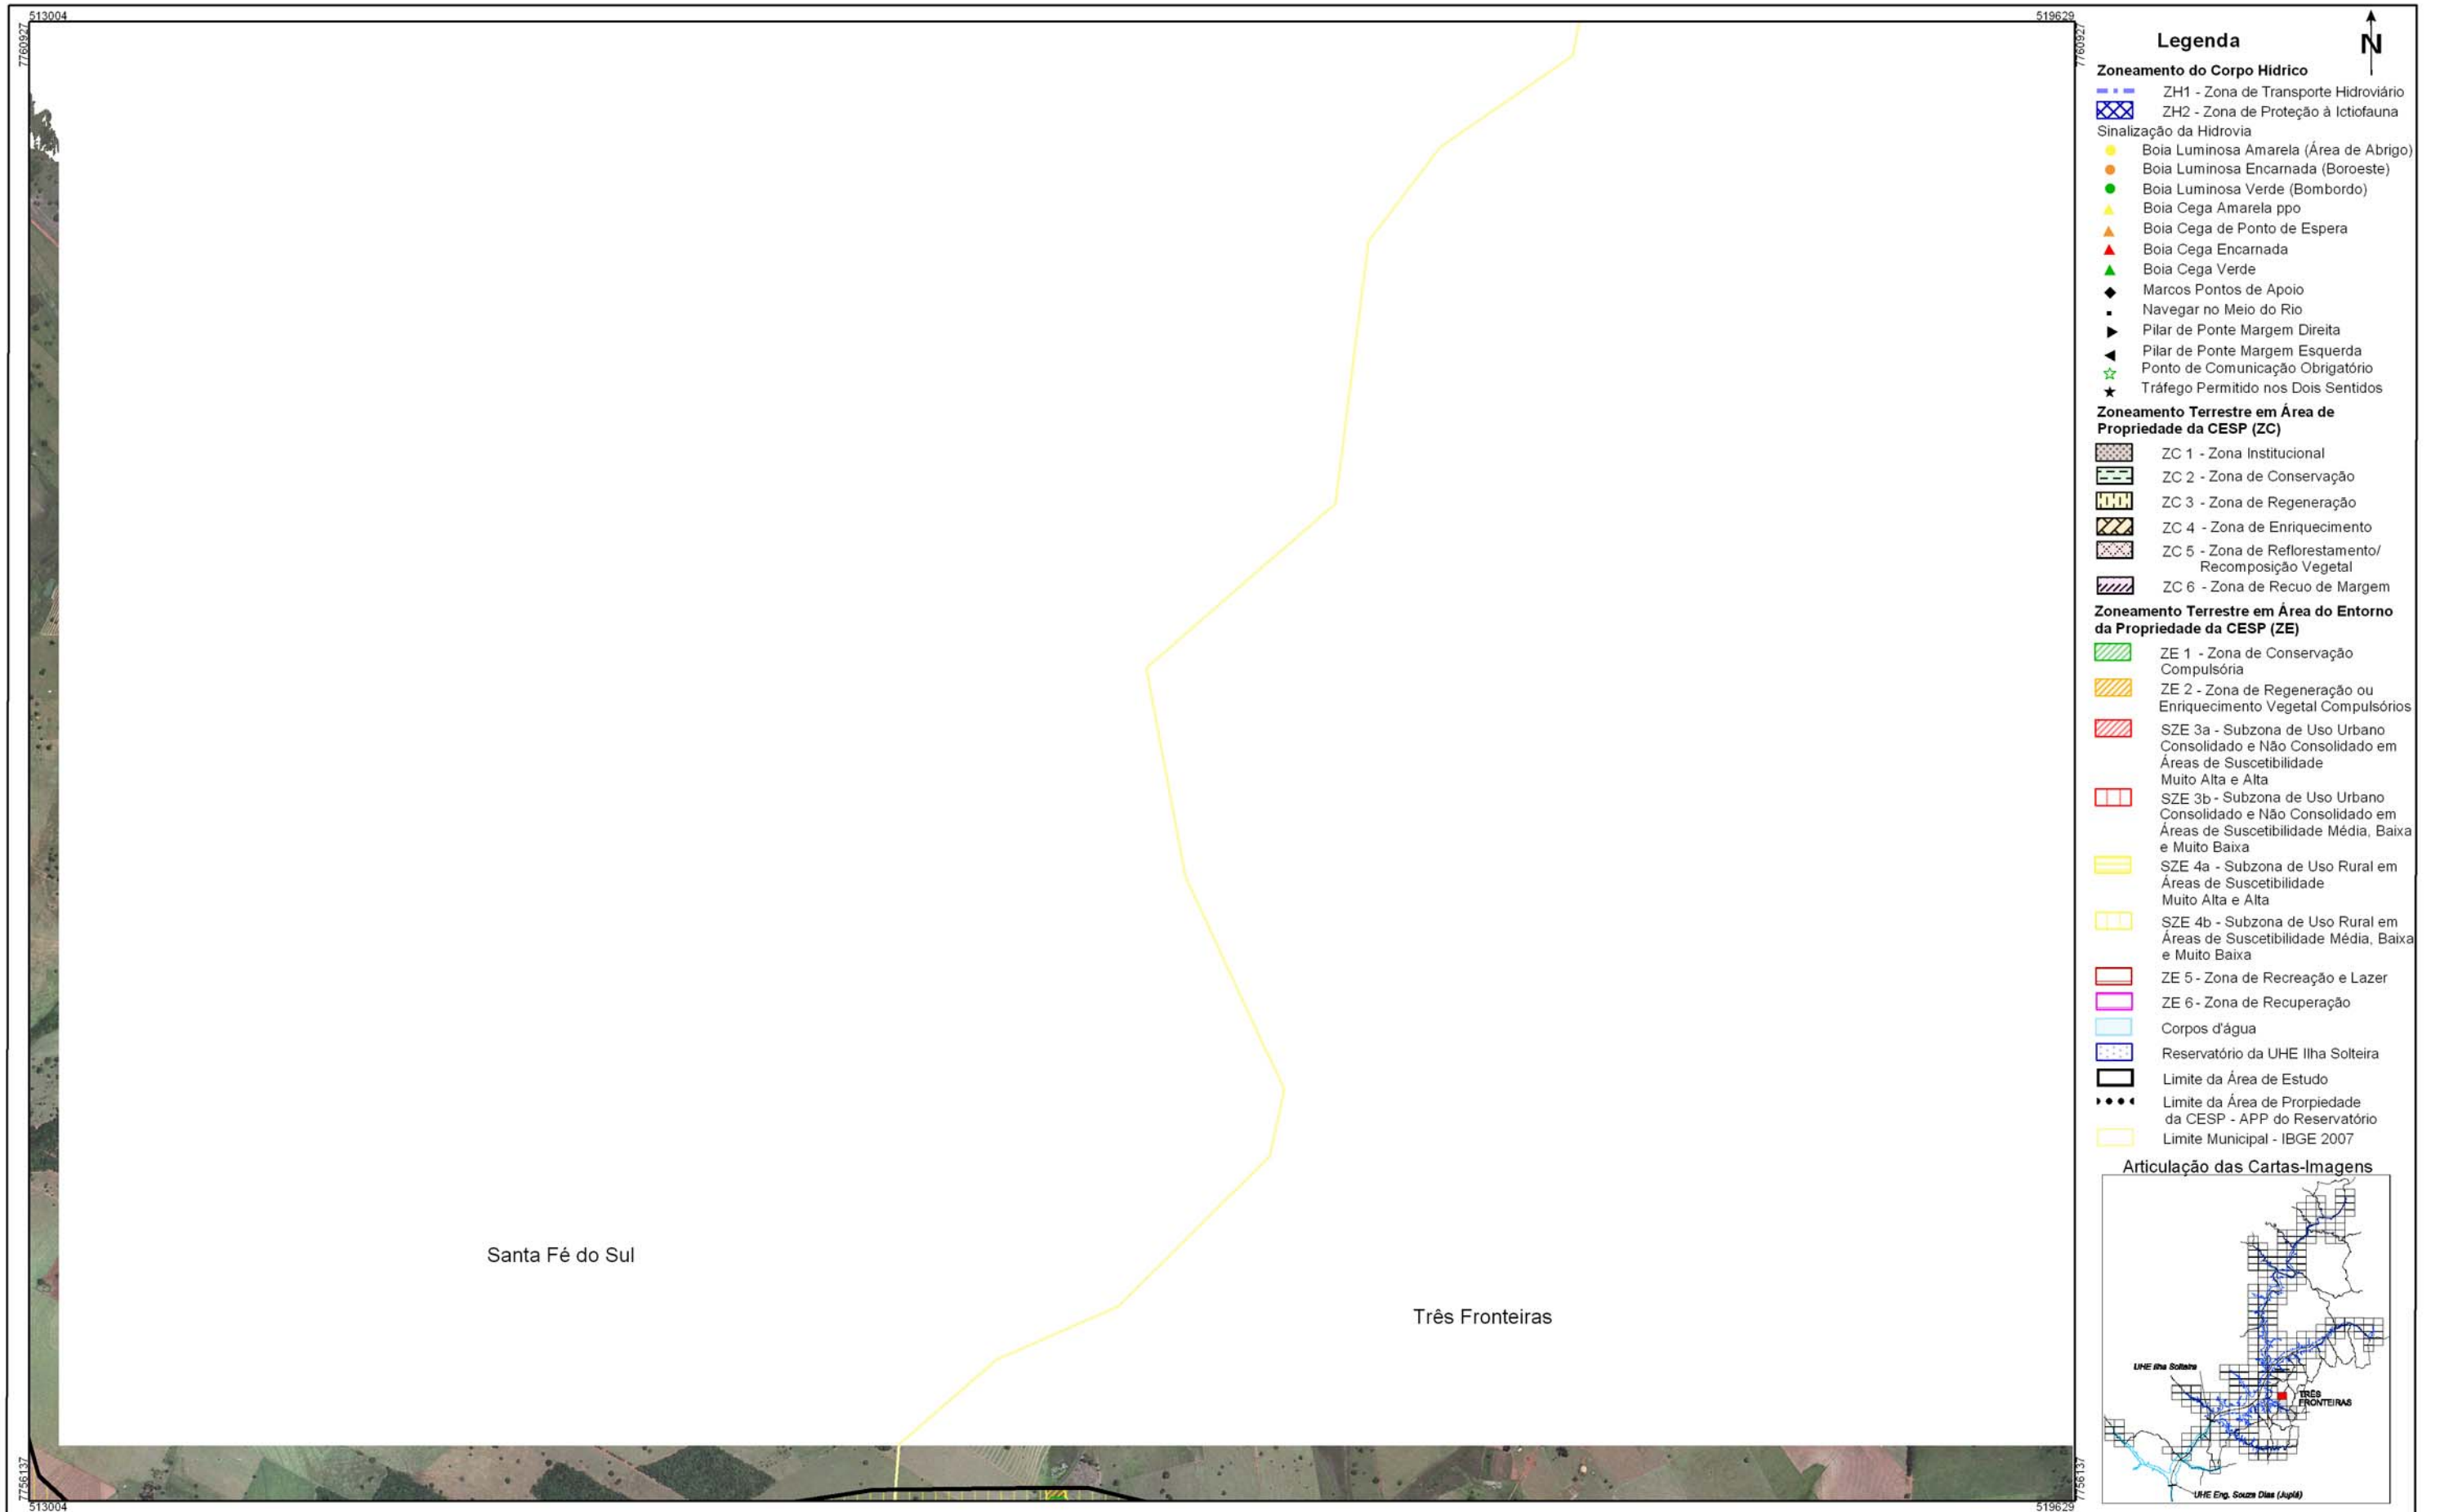 513004
519629
7760927
7760927
Legenda
N
Zoneamento do Corpo Hídrico
ZH1 - Zona de Transporte Hidroviário
ZH2 - Zona de Proteção à Ictiofauna
Sinalização da Hidrovia
Boia Luminosa Amarela (Área de Abrigo)
Boia Luminosa Encarnada (Boroeste)
Boia Luminosa Verde (Bombordo)
Boia Cega Amarela ppo
Boia Cega de Ponto de Espera
Boia Cega Encarnada
Boia Cega Verde
Marcos Pontos de Apoio
Navegar no Meio do Rio
Pilar de Ponte Margem Direita
Pilar de Ponte Margem Esquerda
Ponto de Comunicação Obrigatório
Tráfego Permitido nos Dois Sentidos
Zoneamento Terrestre em Área de
Propriedade da CESP (ZC)
ZC 1 - Zona Institucional
ZC 2 - Zona de Conservação
ZC 3 - Zona de Regeneração
ZC 4 - Zona de Enriquecimento
ZC 5 - Zona de Reflorestamento/
Recomposição Vegetal
ZC 6 - Zona de Recuo de Margem
Zoneamento Terrestre em Área do Entorno
da Propriedade da CESP (ZE)
ZE 1 - Zona de Conservação
Compulsória
ZE 2 - Zona de Regeneração ou
Enriquecimento Vegetal Compulsórios
SZE 3a - Subzona de Uso Urbano
Consolidado e Não Consolidado em
Áreas de Suscetibilidade
Muito Alta e Alta
SZE 3b - Subzona de Uso Urbano
Consolidado e Não Consolidado em
Áreas de Suscetibilidade Média, Baixa
e Muito Baixa
SZE 4a - Subzona de Uso Rural em
Áreas de Suscetibilidade
Muito Alta e Alta
SZE 4b - Subzona de Uso Rural em
Áreas de Suscetibilidade Média, Baixa
e Muito Baixa
ZE 5 - Zona de Recreação e Lazer
ZE 6 - Zona de Recuperação
Corpos d'água
Reservatório da UHE Ilha Solteira
Limite da Área de Estudo
Limite da Área de Prorpiedade
da CESP - APP do Reservatório
Limite Municipal - IBGE 2007
Articulação das Cartas-Imagens
UHE Ilha Solteira
TRÊS
FRONTEIRAS
UHE Eng. Souza Dias (Jupiá)
Santa Fé do Sul
Três Fronteiras
7756137
7756137
513004
519629